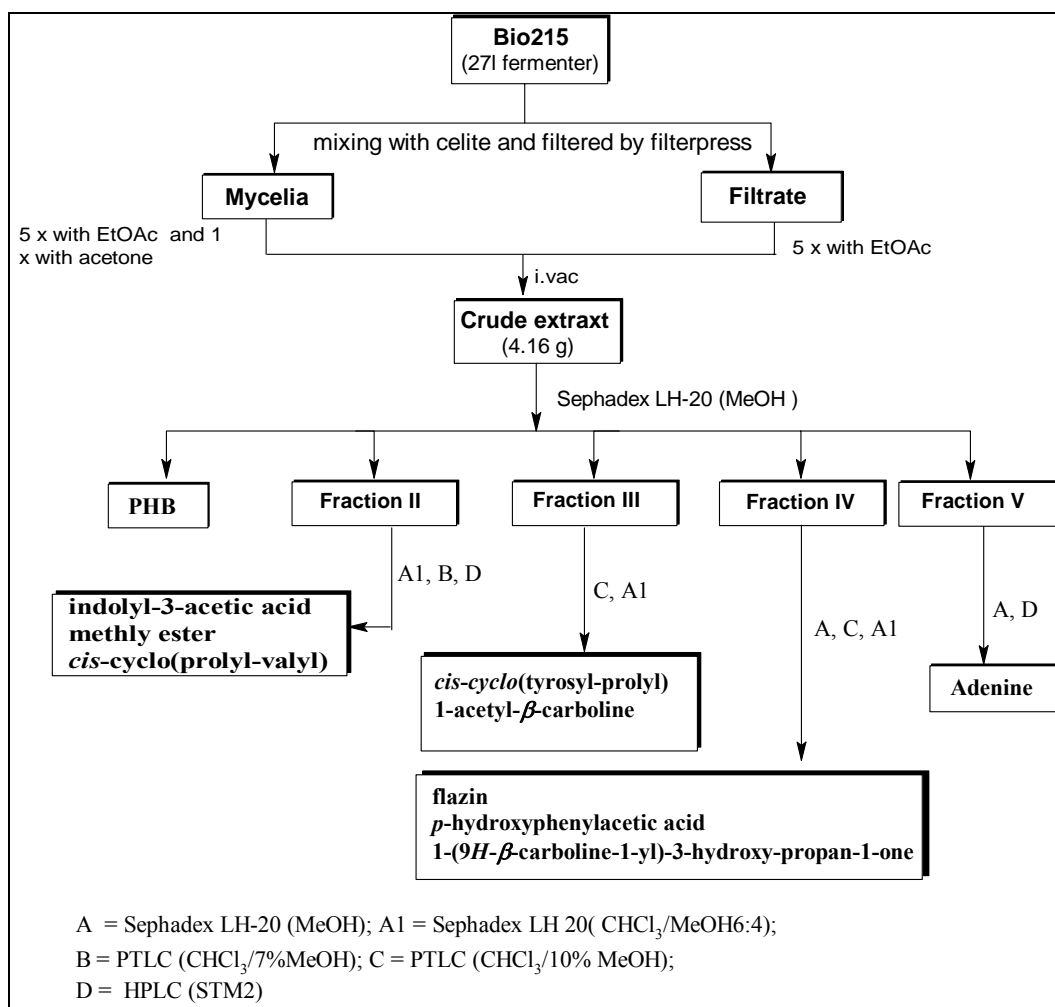 Bio215
(27l fermenter)
mixing with celite and filtered by filterpress
Mycelia
Filtrate
5 x with EtOAc and 1
x with acetone
5 x with EtOAc
i.vac
Crude extraxt
(4.16 g)
Sephadex LH-20 (MeOH )
PHB
Fraction II
Fraction III
Fraction IV
Fraction V
A1, B, D
C, A1
A, C, A1
A, D
indolyl-3-acetic acid
methly ester
cis-cyclo(prolyl-valyl)
cis-cyclo(tyrosyl-prolyl)
1-acetyl-β-carboline
Adenine
flazin
p-hydroxyphenylacetic acid
1-(9H-β-carboline-1-yl)-3-hydroxy-propan-1-one
A = Sephadex LH-20 (MeOH); A1 = Sephadex LH 20( CHCl3/MeOH6:4);
B = PTLC (CHCl3/7%MeOH); C = PTLC (CHCl3/10% MeOH);
D = HPLC (STM2)